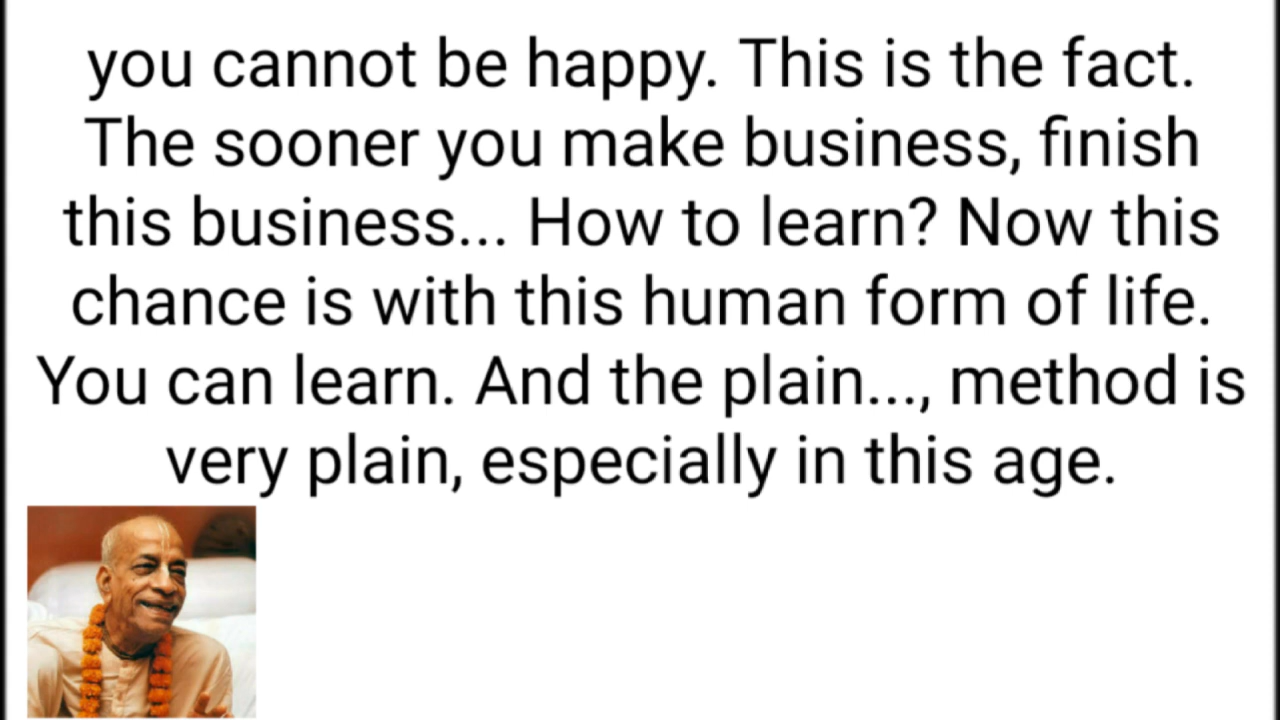 you cannot be happy. This is the fact.
The sooner you make business, finish
this business... How to learn? Now this
chance is with this human form of life.
You can learn. And the plain..., method is
very plain, especially in this age.